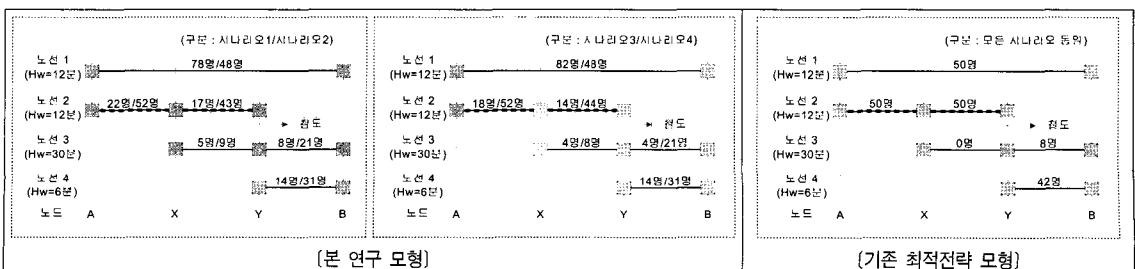 (구분 : 시나리오1/시나리오2)
노선 1
(Hw=12분)
78명/48명
노선 2
(Hw=12분)
22명/52명
17명/43명
첨도
노선 3
(Hw=30분)
5명/9명
8명/21명
노선 4
(Hw=6분)
14명/31명
노드 A X Y B
(구분 : 시나리오3/시나리오4)
노선 1
(Hw=12분)
82명/48명
노선 2
(Hw=12분)
18명/52명
14명/44명
노선 3
(Hw=30분)
4명/8명
4명/21명
노선 4
(Hw=6분)
14명/31명
노드 A X Y B
[본 연구 모형]
(구분 : 모든 시나리오 동일)
노선 1
(Hw=12분)
50명
노선 2
(Hw=12분)
50명
50명
첨도
노선 3
(Hw=30분)
0명
8명
노선 4
(Hw=6분)
42명
노드 A X Y B
[기존 최적전략 모형]